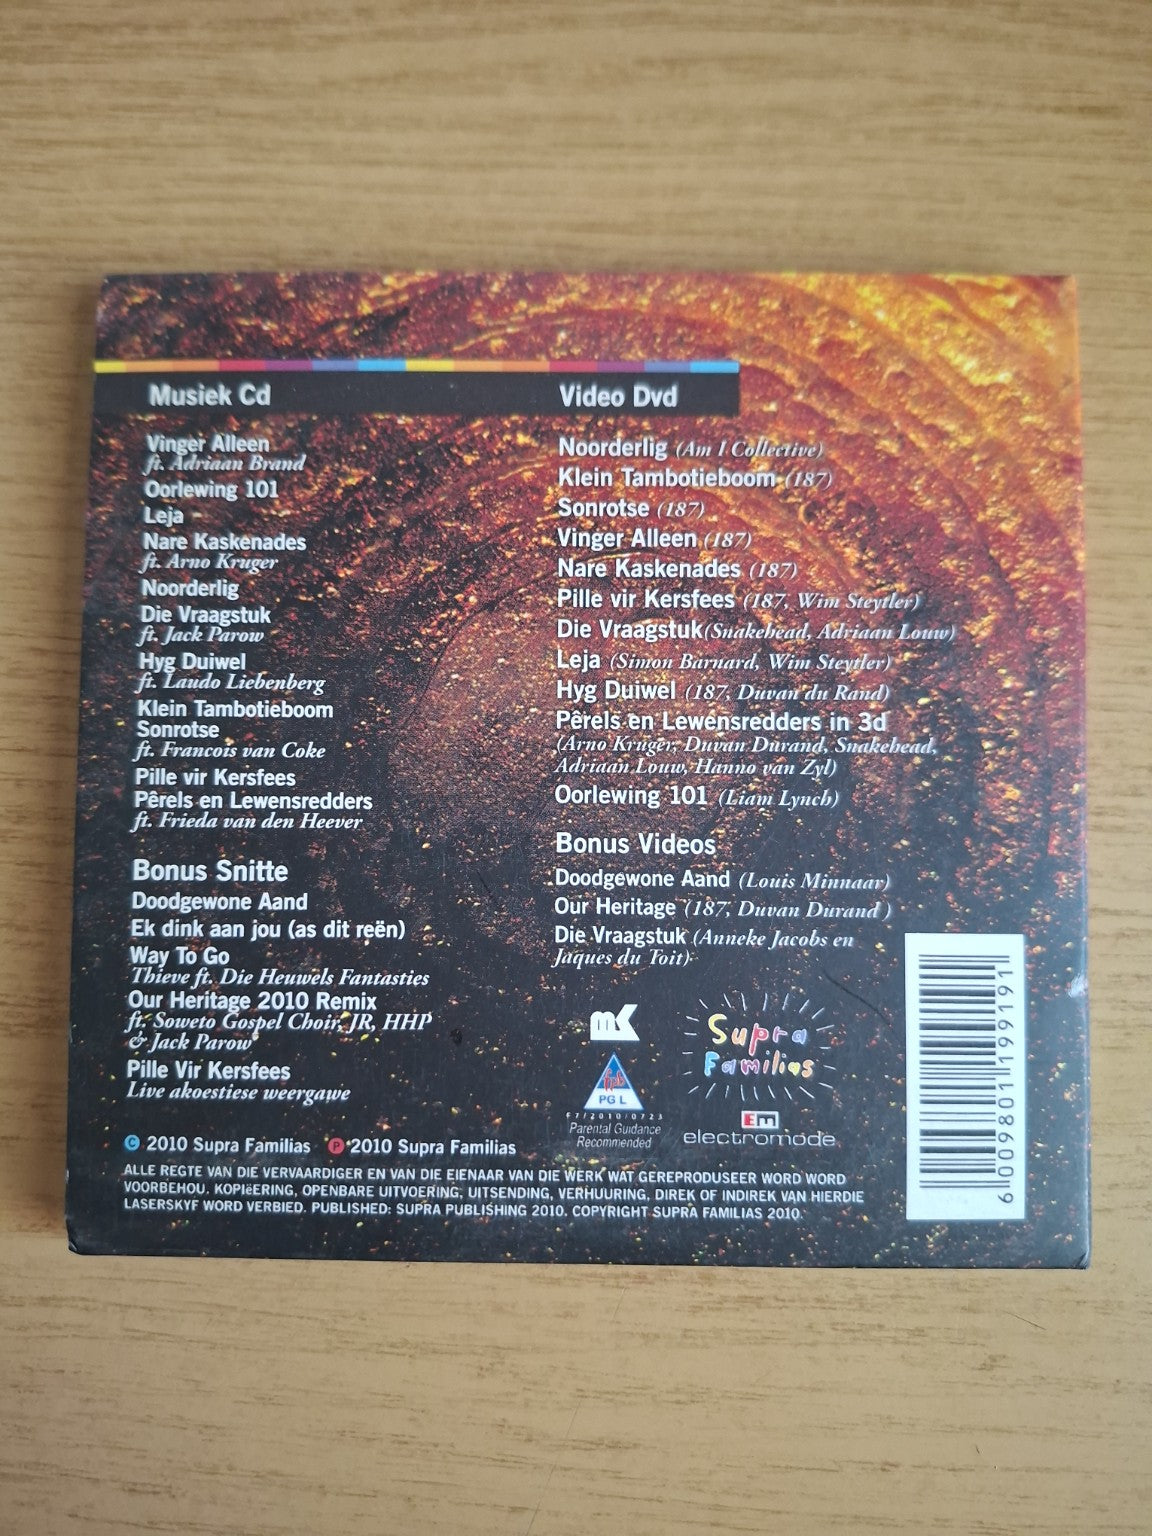 Musiek Cd
Vinger Alleen
ft. Adriaan Brand
Oorlewing 101
Leja
Nare Kaskenades
ft. Arno Kruger
Noorderlig
Die Vraagstuk
ft. Jack Parow
Hyg Duiwel
ft. Laudo Liebenberg
Klein Tambotieboom
Sonrotse
ft. Francois van Coke
Pille vir Kersfees
Pêrels en Lewensredders
ft. Frieda van den Heever
Bonus Snitte
Doodgewone Aand
Ek dink aan jou (as dit reën)
Way To Go
Thieve ft. Die Heuwels Fantasties
Our Heritage 2010 Remix
ft. Soweto Gospel Choir, JR, HHP
& Jack Parow
Pille Vir Kersfees
Live akoestiese weergawe
Video Dvd
Noorderlig (Am I Collective)
Klein Tambotieboom (187)
Sonrotse (187)
Vinger Alleen (187)
Nare Kaskenades (187)
Pille vir Kersfees (187, Wim Steytler)
Die Vraagstuk(Snakehead, Adriaan Louw)
Leja (Simon Barnard, Wim Steytler)
Hyg Duiwel (187, Duvan du Rand)
Pêrels en Lewensredders in 3d
(Arno Kruger, Duvan Durand, Snakehead,
Adriaan Louw, Hanno van Zyl)
Oorlewing 101 (Liam Lynch)
Bonus Videos
Doodgewone Aand (Louis Minnaar)
Our Heritage (187, Duvan Durand )
Die Vraagstuk (Anneke Jacobs en
Jaques du Toit)
mK
Supra
Familias
fpb
PG L
F7/2010/0723
Parental Guidance
Recommended
Em
electromode
6 009801 199191
© 2010 Supra Familias ℗ 2010 Supra Familias
ALLE REGTE VAN DIE VERVAARDIGER EN VAN DIE EIENAAR VAN DIE WERK WAT GEREPRODUSEER WORD WORD
VOORBEHOU. KOPIëERING, OPENBARE UITVOERING, UITSENDING, VERHUURING, DIREK OF INDIREK VAN HIERDIE
LASERSKYF WORD VERBIED. PUBLISHED: SUPRA PUBLISHING 2010. COPYRIGHT SUPRA FAMILIAS 2010.